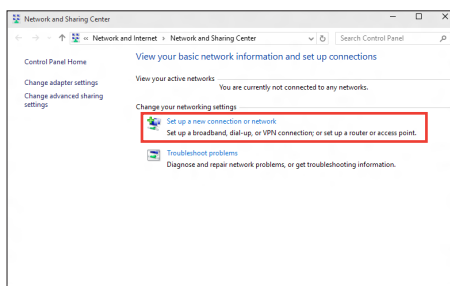 Network and Sharing Center
« Network and Internet › Network and Sharing Center
Search Control Panel
Control Panel Home
Change adapter settings
Change advanced sharing
settings
View your basic network information and set up connections
View your active networks
You are currently not connected to any networks.
Change your networking settings
Set up a new connection or network
Set up a broadband, dial-up, or VPN connection; or set up a router or access point.
Troubleshoot problems
Diagnose and repair network problems, or get troubleshooting information.